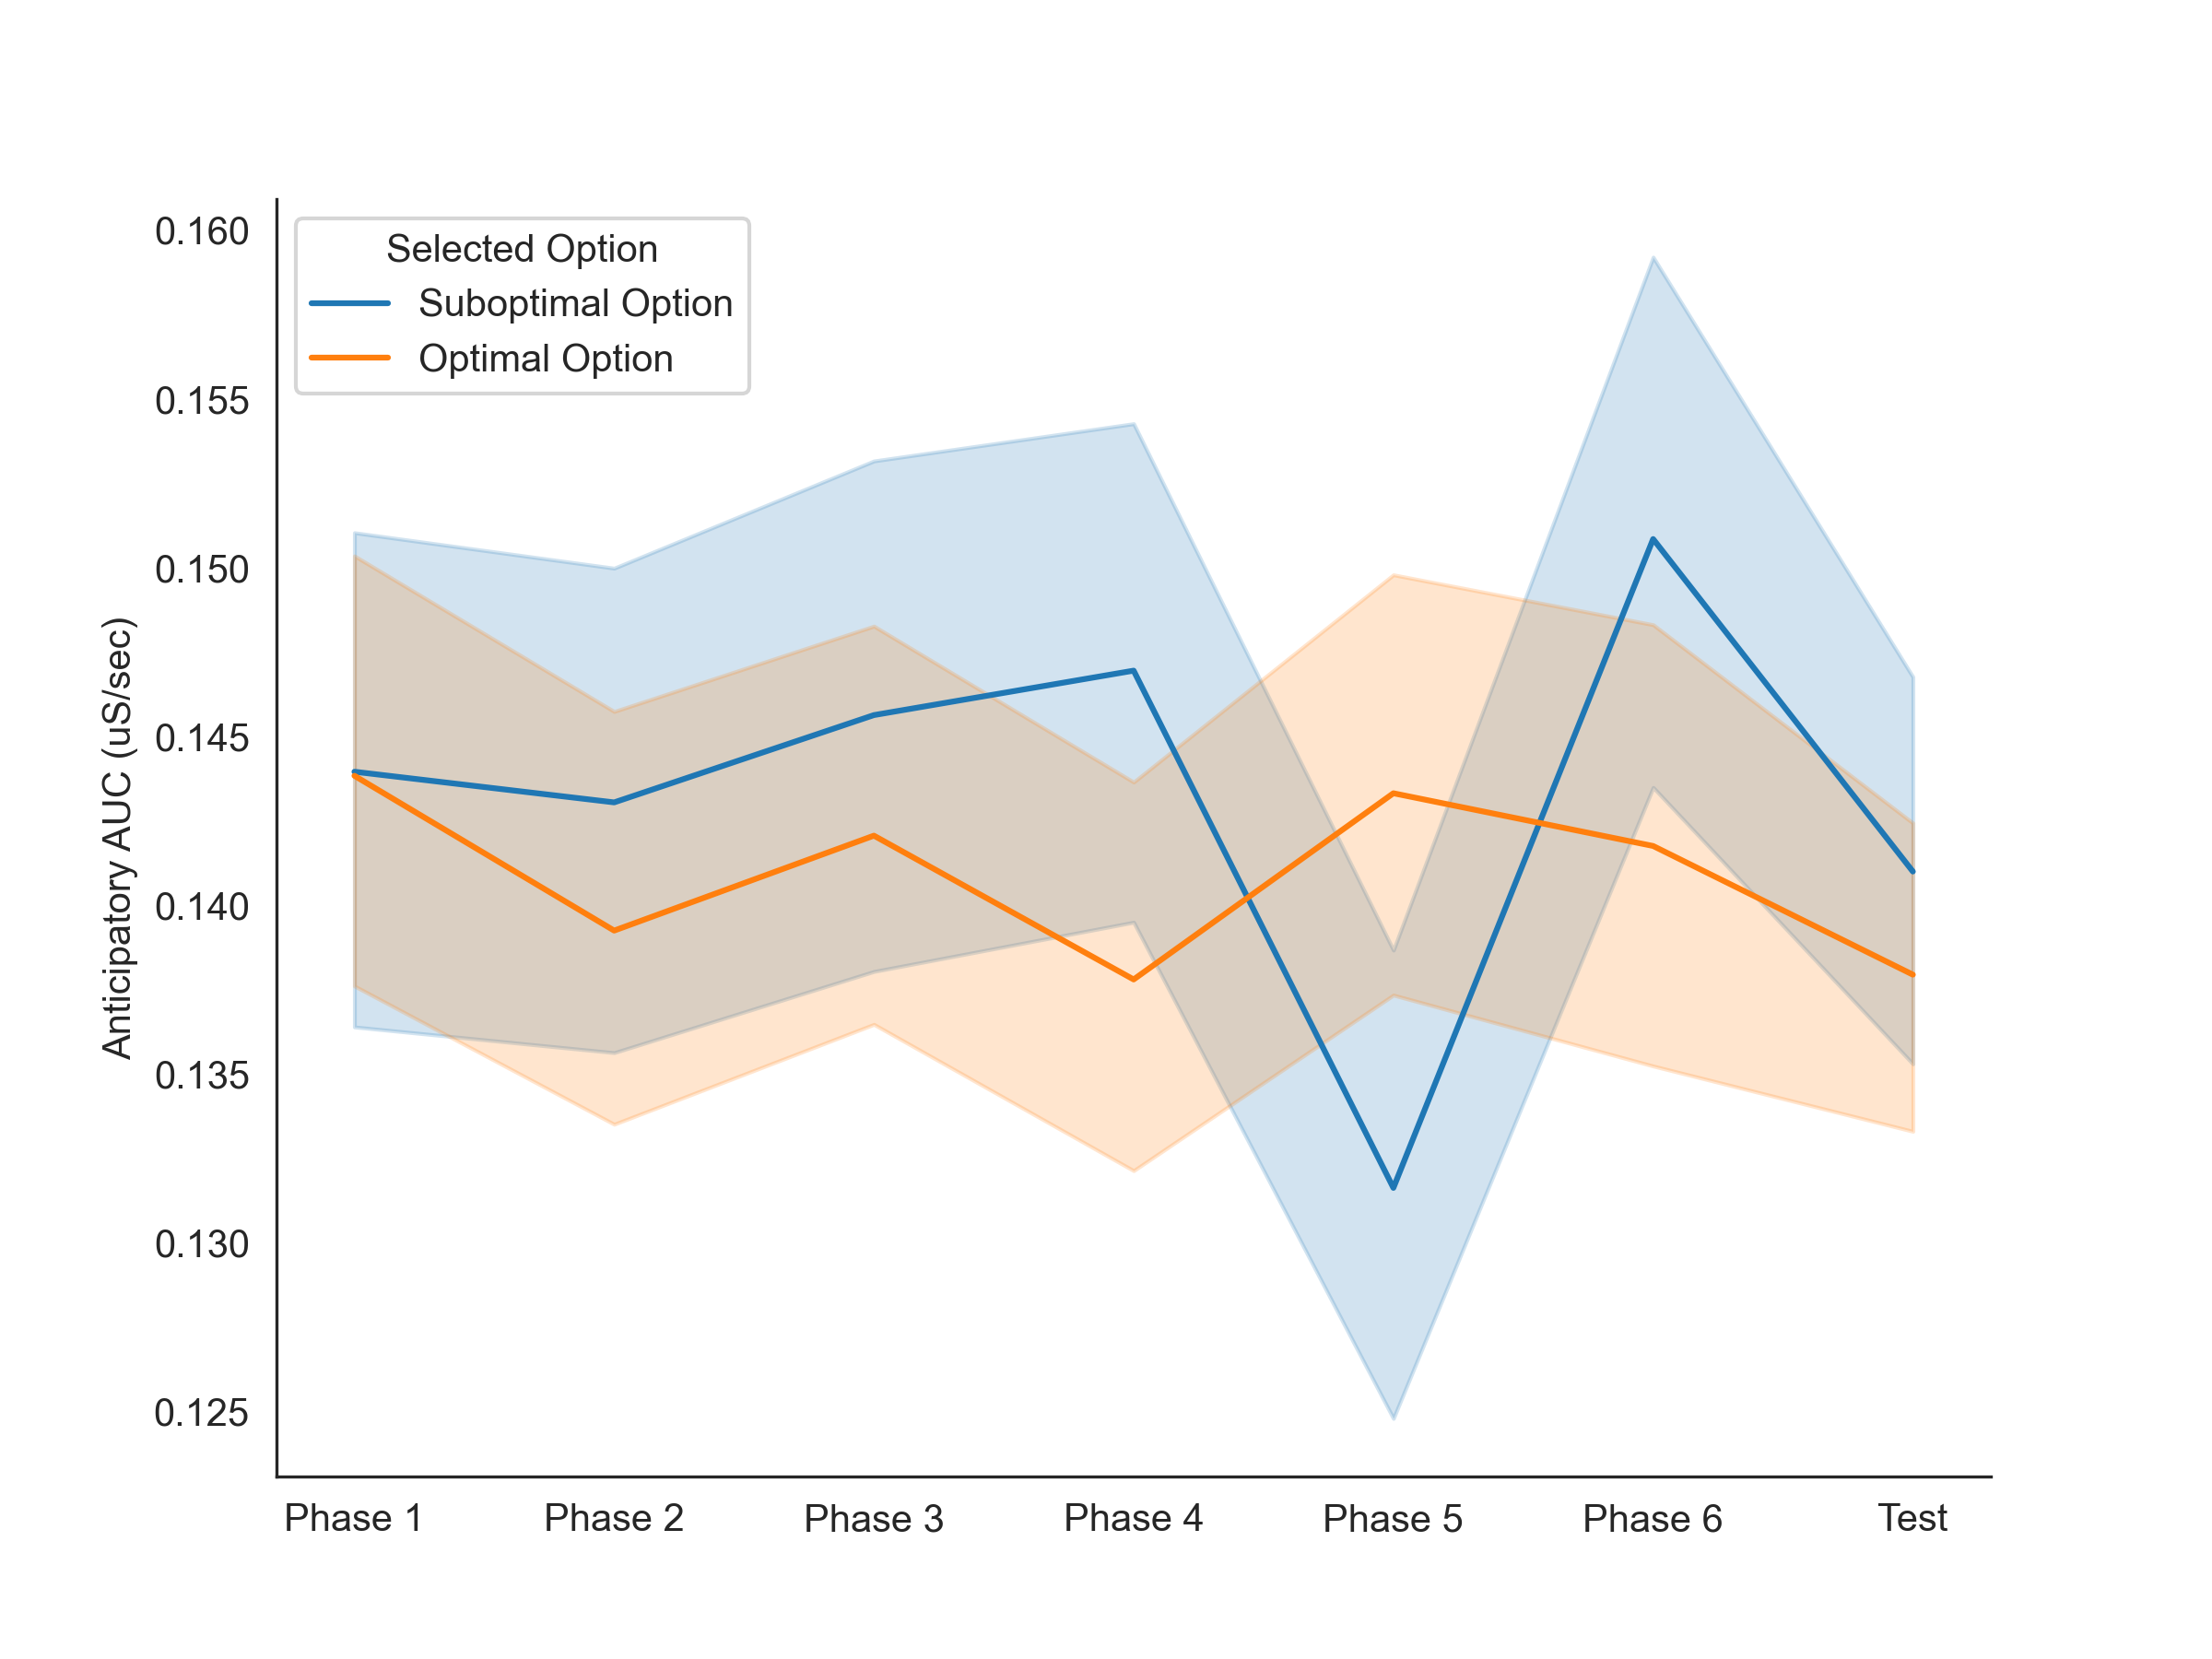 Selected Option
Suboptimal Option
Optimal Option
Anticipatory AUC (uS/sec)
0.160
0.155
0.150
0.145
0.140
0.135
0.130
0.125
Phase 1
Phase 2
Phase 3
Phase 4
Phase 5
Phase 6
Test